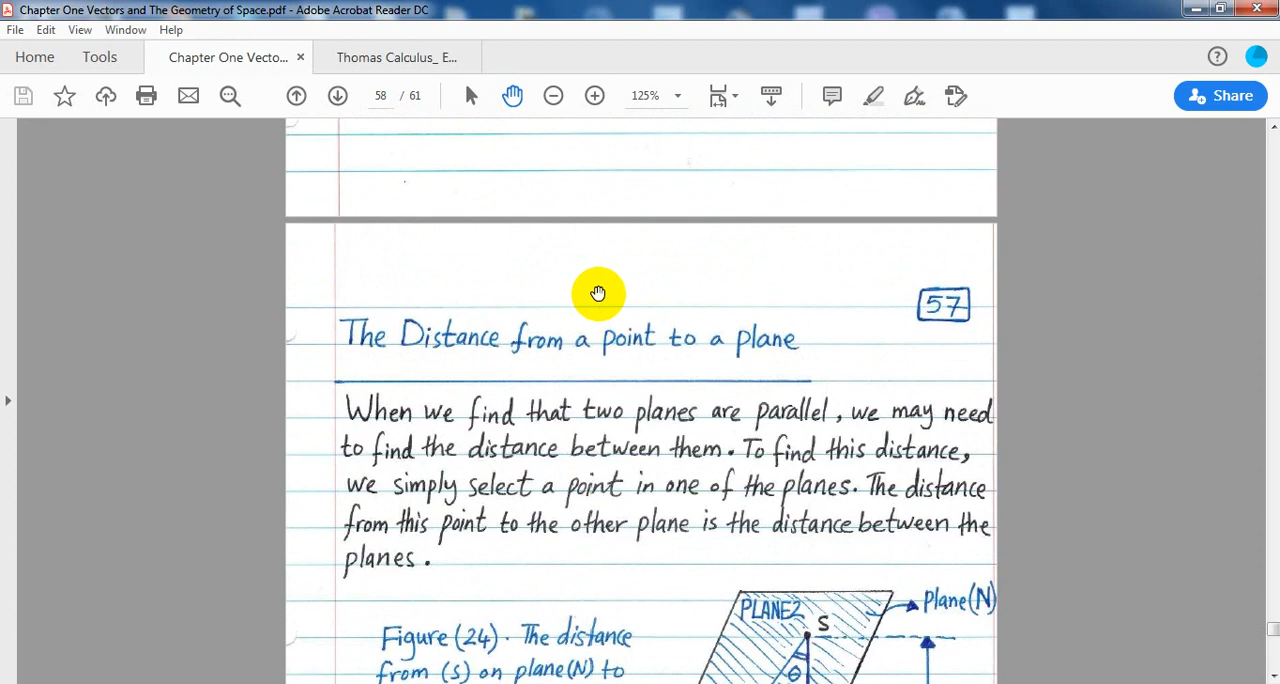 Chapter One Vectors and The Geometry of Space.pdf - Adobe Acrobat Reader DC
File Edit View Window Help
Home Tools Chapter One Vecto... × Thomas Calculus_ E...
58 / 61 125% Share
57
The Distance from a point to a plane
When we find that two planes are parallel, we may need
to find the distance between them. To find this distance,
we simply select a point in one of the planes. The distance
from this point to the other plane is the distance between the
planes.
PLANE2 Plane(N)
S
Figure (24). The distance
from (S) on plane(N) to
θ